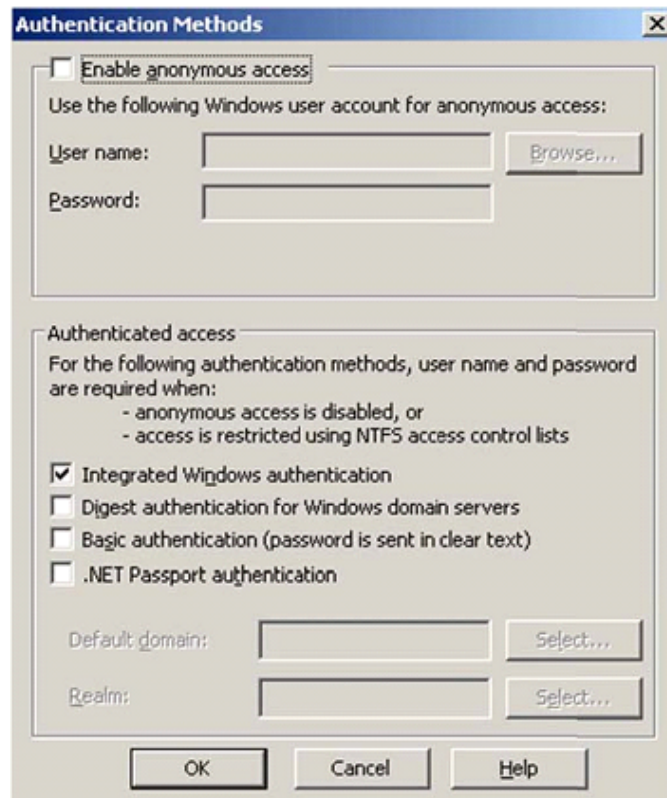 Authentication Methods
Enable anonymous access
Use the following Windows user account for anonymous access:
User name:
Browse...
Password:
Authenticated access
For the following authentication methods, user name and password
are required when:
- anonymous access is disabled, or
- access is restricted using NTFS access control lists
Integrated Windows authentication
Digest authentication for Windows domain servers
Basic authentication (password is sent in clear text)
.NET Passport authentication
Default domain:
Select...
Realm:
Select...
OK
Cancel
Help